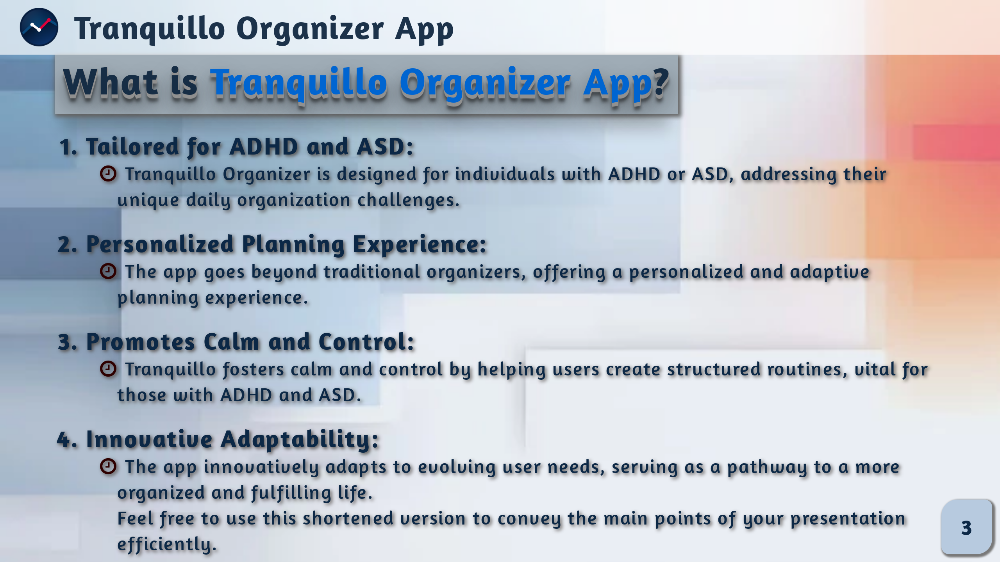 Tranquillo Organizer App
What is Tranquillo Organizer App?
1. Tailored for ADHD and ASD:
Tranquillo Organizer is designed for individuals with ADHD or ASD, addressing their
unique daily organization challenges.
2. Personalized Planning Experience:
The app goes beyond traditional organizers, offering a personalized and adaptive
planning experience.
3. Promotes Calm and Control:
Tranquillo fosters calm and control by helping users create structured routines, vital for
those with ADHD and ASD.
4. Innovative Adaptability:
The app innovatively adapts to evolving user needs, serving as a pathway to a more
organized and fulfilling life.
Feel free to use this shortened version to convey the main points of your presentation
efficiently.
3